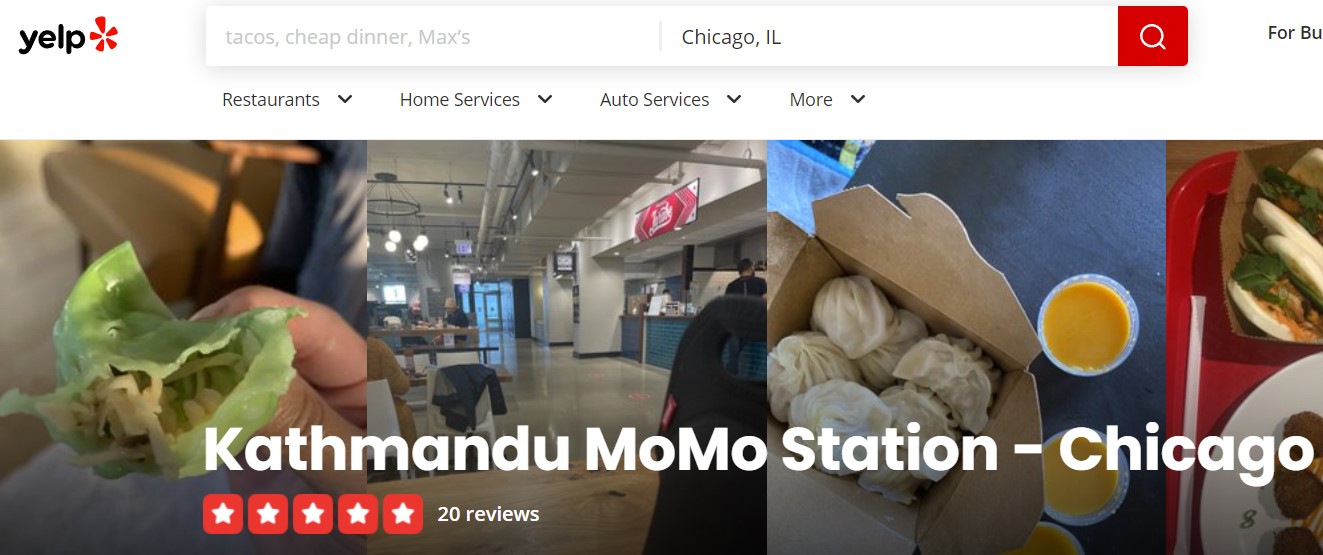 yelp
tacos, cheap dinner, Max's
Chicago, IL
For Bu
Restaurants
Home Services
Auto Services
More
Kathmandu MoMo Station - Chicago
20 reviews
8